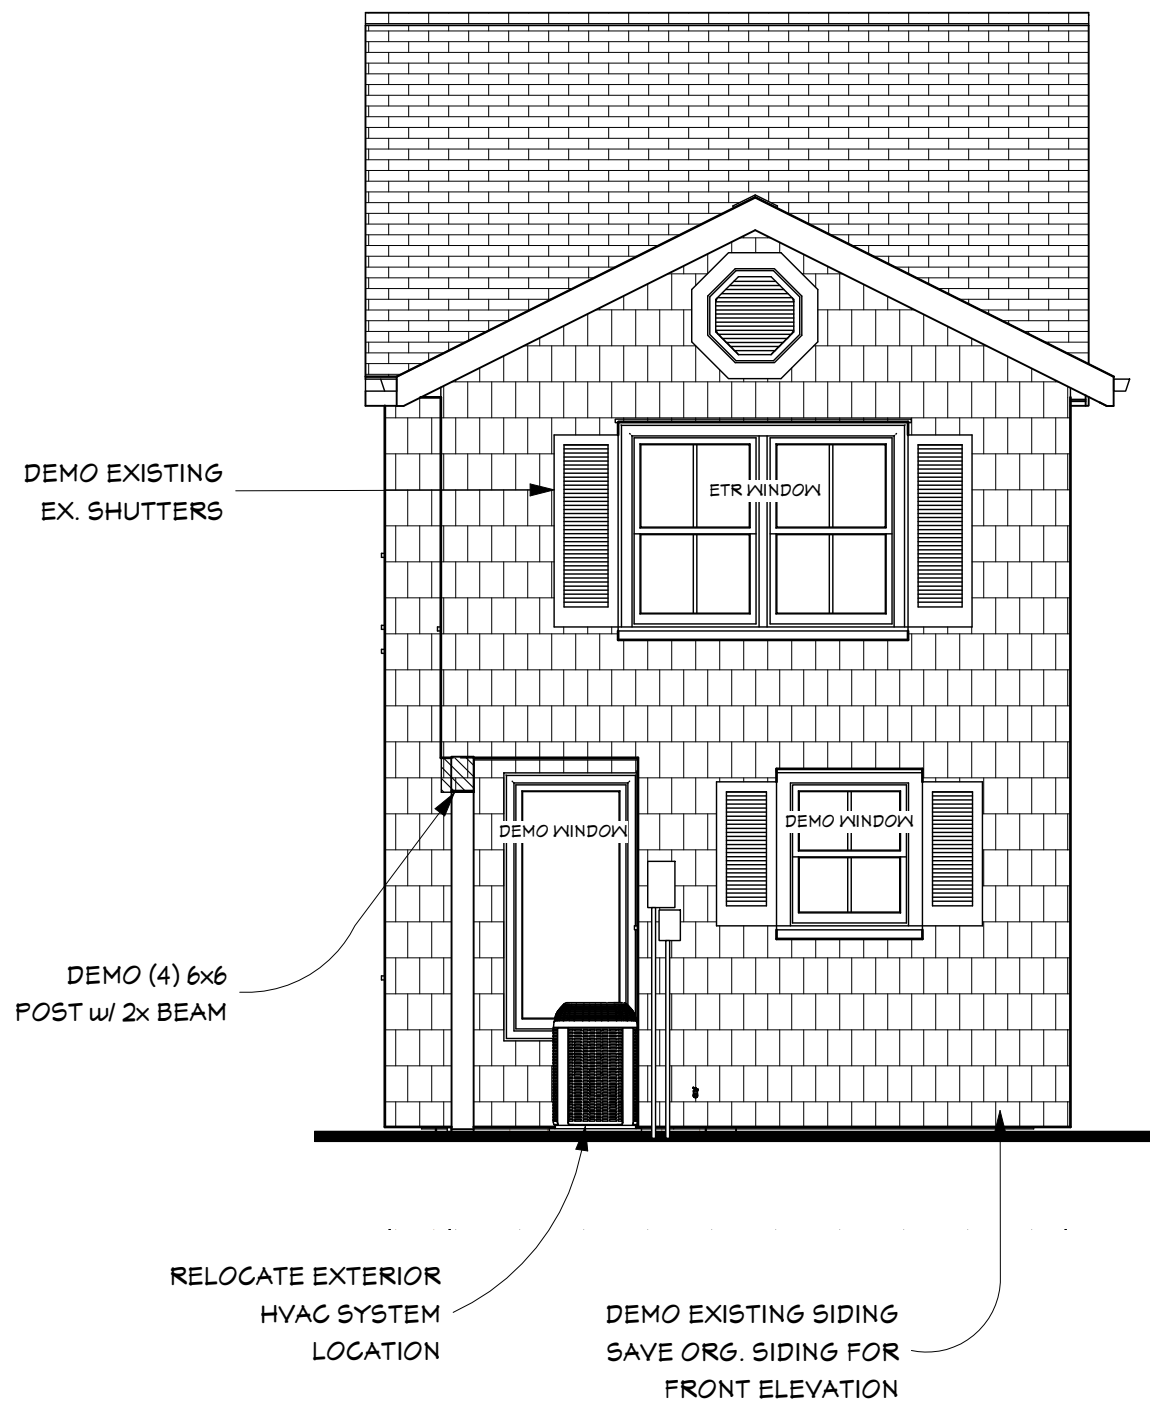 DEMO EXISTING
EX. SHUTTERS
ETR WINDOW
DEMO WINDOW
DEMO WINDOW
DEMO (4) 6x6
POST w/ 2x BEAM
RELOCATE EXTERIOR
HVAC SYSTEM
LOCATION
DEMO EXISTING SIDING
SAVE ORG. SIDING FOR
FRONT ELEVATION